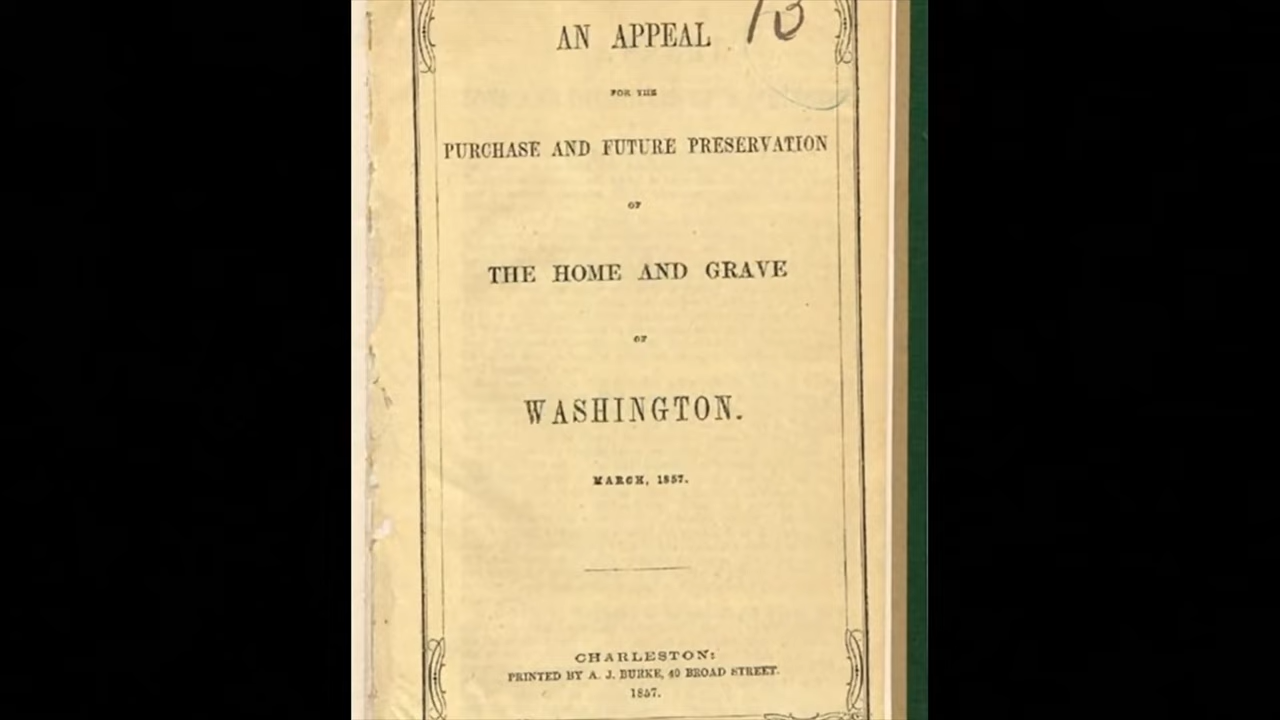 AN APPEAL
13
FOR THE
PURCHASE AND FUTURE PRESERVATION
OF
THE HOME AND GRAVE
OF
WASHINGTON.
MARCH, 1857.
CHARLESTON:
PRINTED BY A. J. BURKE, 40 BROAD STREET.
1857.